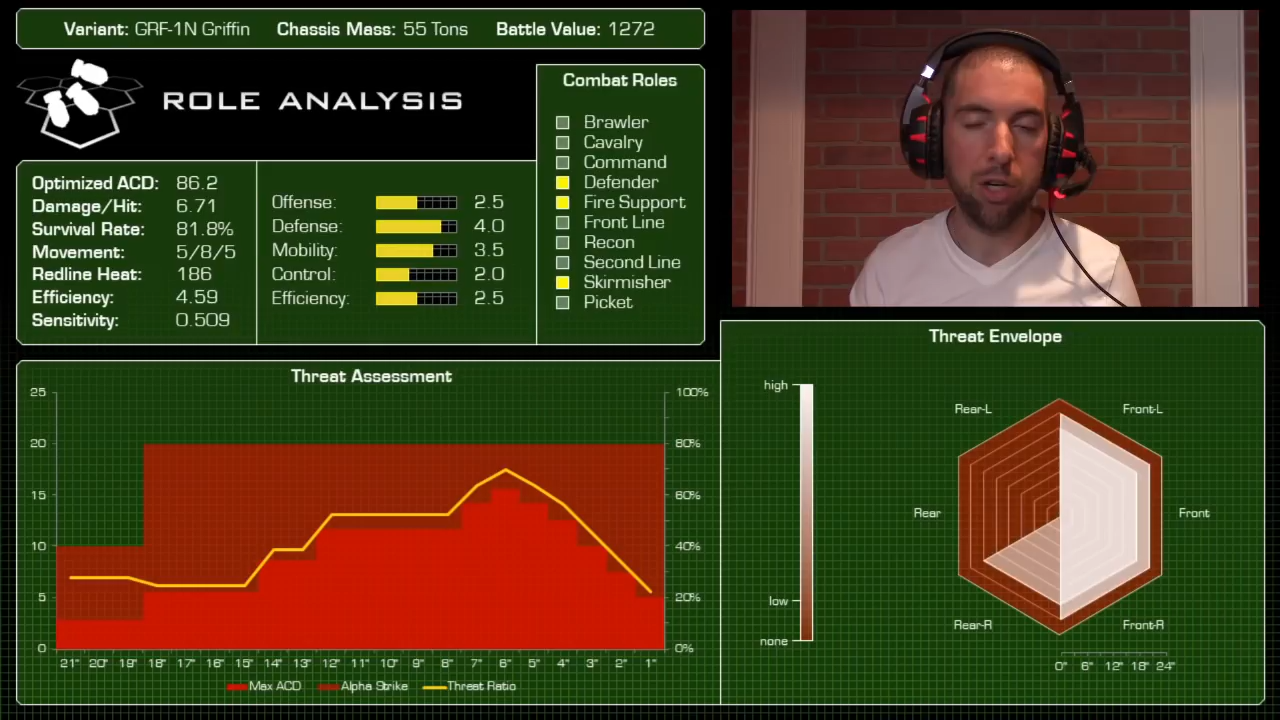 Variant: GRF-1N Griffin Chassis Mass: 55 Tons Battle Value: 1272
ROLE ANALYSIS
Combat Roles
Brawler
Cavalry
Command
Defender
Fire Support
Front Line
Recon
Second Line
Skirmisher
Picket
Optimized ACD: 86.2
Damage/Hit: 6.71
Survival Rate: 81.8%
Movement: 5/8/5
Redline Heat: 186
Efficiency: 4.59
Sensitivity: 0.509
Offense: 2.5
Defense: 4.0
Mobility: 3.5
Control: 2.0
Efficiency: 2.5
Threat Assessment
25 100%
20 80%
15 60%
10 40%
5 20%
0 0%
21" 20" 19" 18" 17" 16" 15" 14" 13" 12" 11" 10" 9" 8" 7" 6" 5" 4" 3" 2" 1"
Max ACD Alpha Strike Threat Ratio
Threat Envelope
high
low
none
Rear-L Front-L
Rear Front
Rear-R Front-R
0" 6" 12" 18" 24"